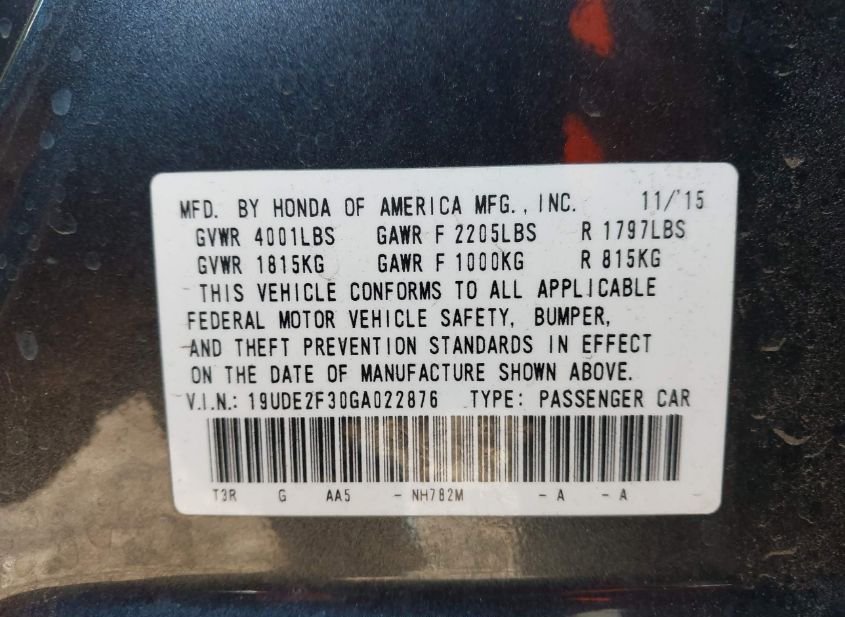 MFD. BY HONDA OF AMERICA MFG., INC. 11/'15
GVWR 4001LBS GAWR F 2205LBS R 1797LBS
GVWR 1815KG GAWR F 1000KG R 815KG
THIS VEHICLE CONFORMS TO ALL APPLICABLE
FEDERAL MOTOR VEHICLE SAFETY, BUMPER,
AND THEFT PREVENTION STANDARDS IN EFFECT
ON THE DATE OF MANUFACTURE SHOWN ABOVE.
V.I.N.: 19UDE2F30GA022876 TYPE: PASSENGER CAR
T3R G AA5 - NH782M - A - A